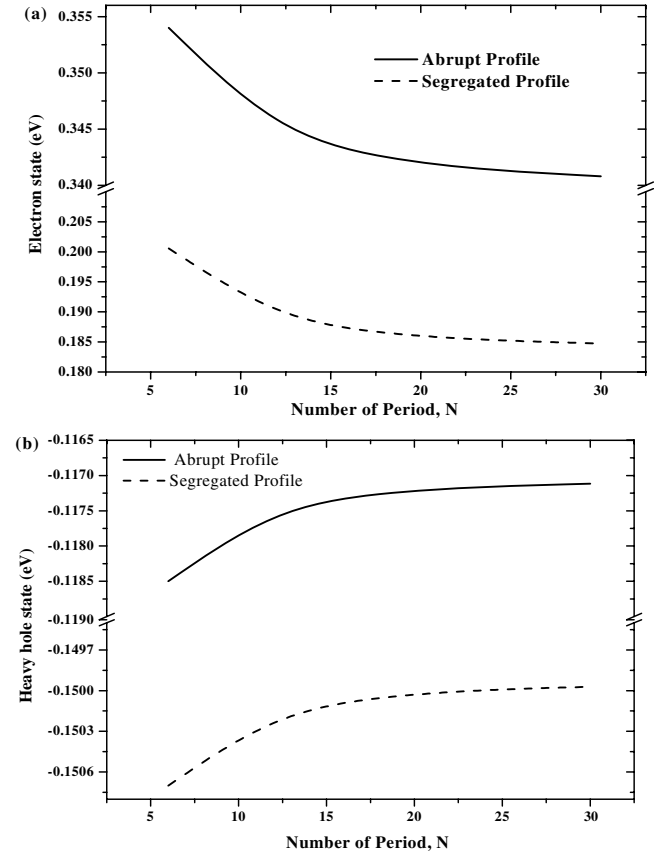 (a)
0.355
0.350
0.345
0.340
0.205
0.200
0.195
0.190
0.185
0.180
Electron state (eV)
Abrupt Profile
Segregated Profile
5 10 15 20 25 30
Number of Period, N
(b)
-0.1165
-0.1170
-0.1175
-0.1180
-0.1185
-0.1190
-0.1497
-0.1500
-0.1503
-0.1506
Heavy hole state (eV)
Abrupt Profile
Segregated Profile
5 10 15 20 25 30
Number of Period, N